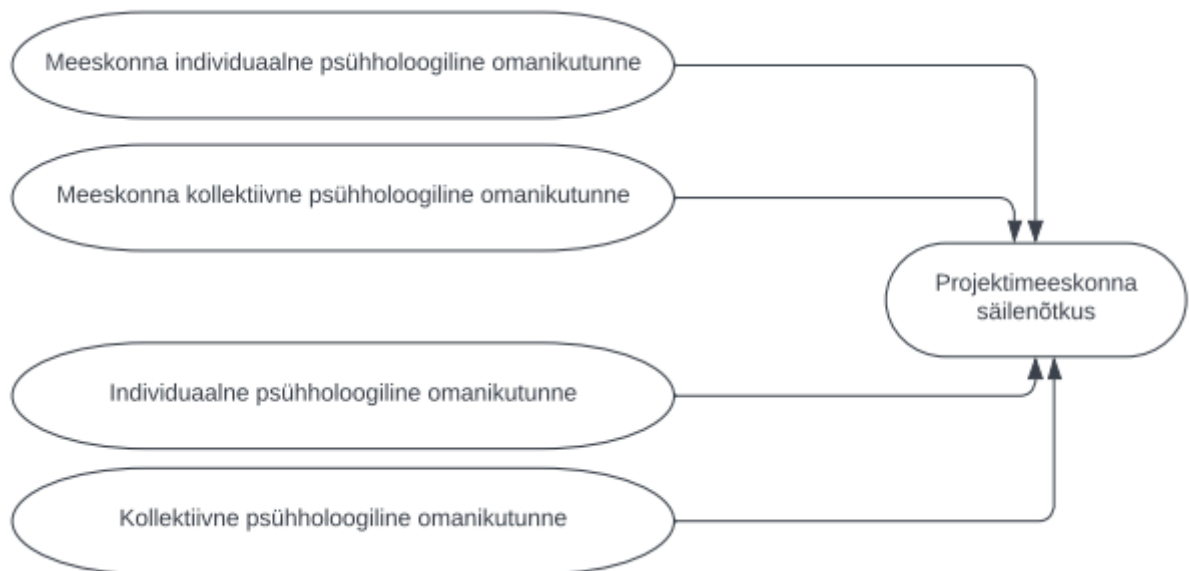 Meeskonna individuaalne psühholoogiline omanikutunne
Meeskonna kollektiivne psühholoogiline omanikutunne
Projektimeeskonna
säilenõtkus
Individuaalne psühholoogiline omanikutunne
Kollektiivne psühholoogiline omanikutunne